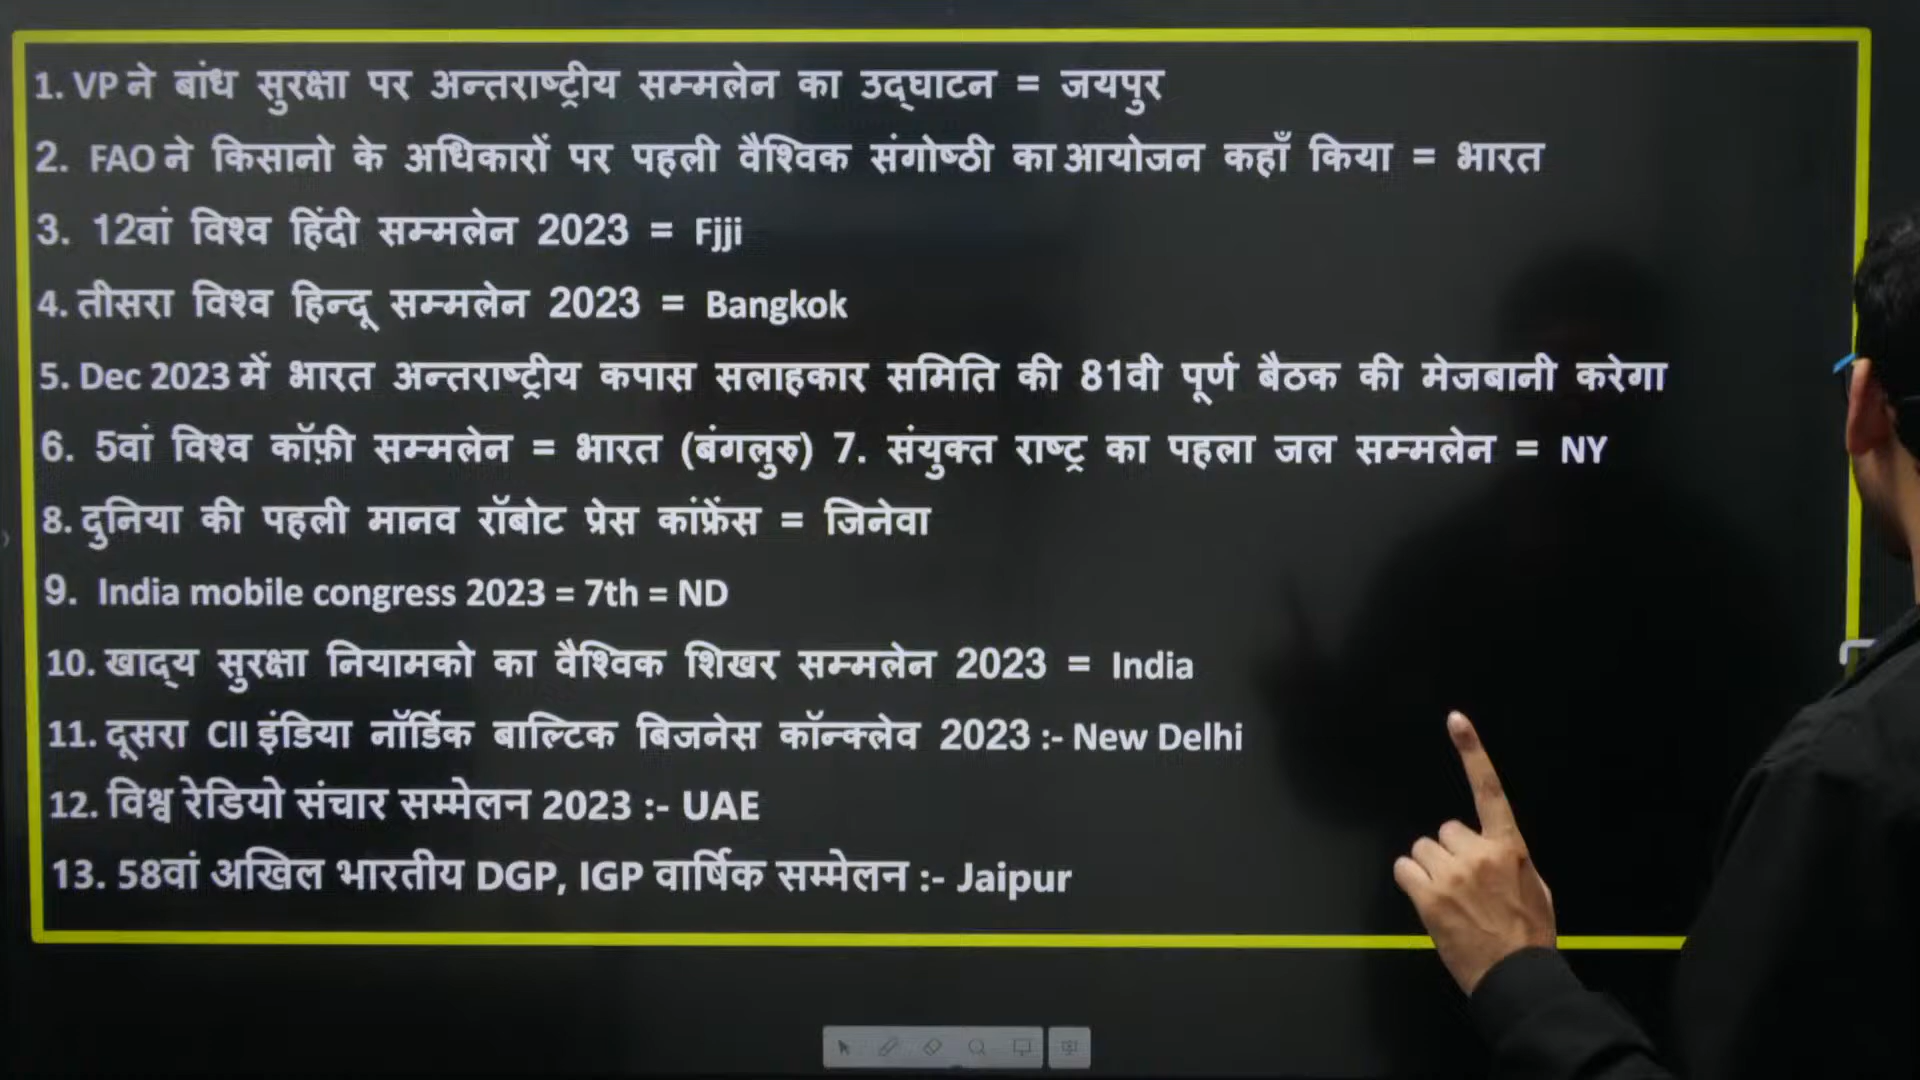 1. VP ने बांध सुरक्षा पर अन्तराष्ट्रीय सम्मलेन का उद्घाटन = जयपुर
2. FAO ने किसानो के अधिकारों पर पहली वैश्विक संगोष्ठी का आयोजन कहाँ किया = भारत
3. 12वां विश्व हिंदी सम्मलेन 2023 = Fjji
4. तीसरा विश्व हिन्दू सम्मलेन 2023 = Bangkok
5. Dec 2023 में भारत अन्तराष्ट्रीय कपास सलाहकार समिति की 81वी पूर्ण बैठक की मेजबानी करेगा
6. 5वां विश्व कॉफ़ी सम्मलेन = भारत (बंगलुरु) 7. संयुक्त राष्ट्र का पहला जल सम्मलेन = NY
8. दुनिया की पहली मानव रॉबोट प्रेस कांफ्रेंस = जिनेवा
9. India mobile congress 2023 = 7th = ND
10. खाद्य सुरक्षा नियामको का वैश्विक शिखर सम्मलेन 2023 = India
11. दूसरा CII इंडिया नॉर्डिक बाल्टिक बिजनेस कॉन्क्लेव 2023 :- New Delhi
12. विश्व रेडियो संचार सम्मेलन 2023 :- UAE
13. 58वां अखिल भारतीय DGP, IGP वार्षिक सम्मेलन :- Jaipur